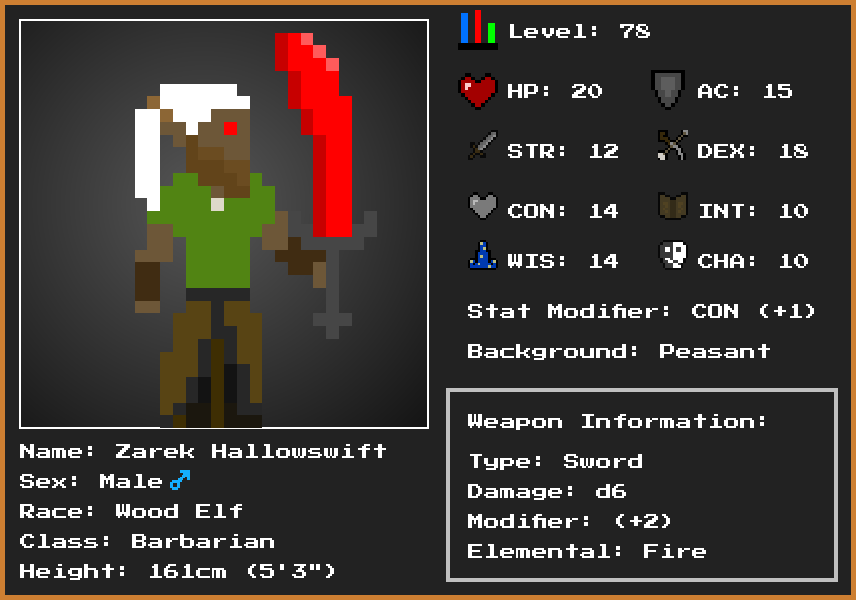 Level: 78
HP: 20
AC: 15
STR: 12
DEX: 18
CON: 14
INT: 10
WIS: 14
CHA: 10
Stat Modifier: CON (+1)
Background: Peasant
Weapon Information:
Type: Sword
Damage: d6
Modifier: (+2)
Elemental: Fire
Name: Zarek Hallowswift
Sex: Male ♂
Race: Wood Elf
Class: Barbarian
Height: 161cm (5'3")